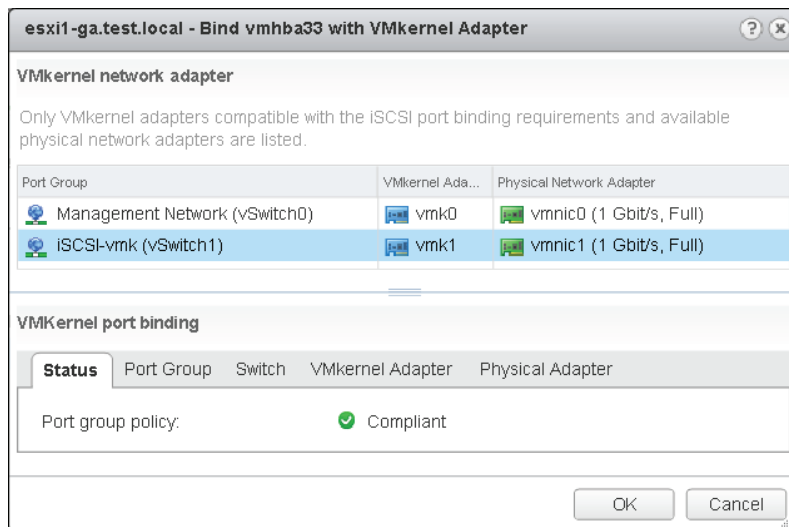 esxi1-ga.test.local - Bind vmhba33 with VMkernel Adapter
VMkernel network adapter
Only VMkernel adapters compatible with the iSCSI port binding requirements and available
physical network adapters are listed.
Port Group VMkernel Ada... Physical Network Adapter
Management Network (vSwitch0) vmk0 vmnic0 (1 Gbit/s, Full)
iSCSI-vmk (vSwitch1) vmk1 vmnic1 (1 Gbit/s, Full)
VMKernel port binding
Status Port Group Switch VMkernel Adapter Physical Adapter
Port group policy: Compliant
OK Cancel